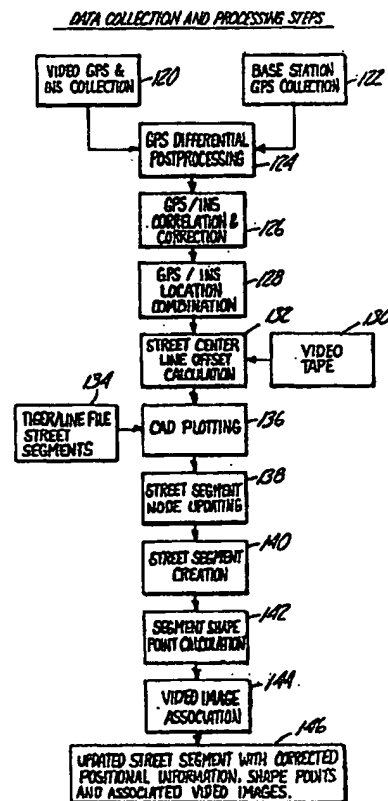 DATA COLLECTION AND PROCESSING STEPS
VIDEO GPS &
INS COLLECTION
120
BASE STATION
GPS COLLECTION
122
GPS DIFFERENTIAL
POSTPROCESSING
124
GPS/INS
CORRELATION &
CORRECTION
126
GPS / INS
LOCATION
COMBINATION
128
STREET CENTER
LINE OFFSET
CALCULATION
132
VIDEO
TAPE
130
TIGER/LINE FILE
STREET
SEGMENTS
134
CAD PLOTTING
136
STREET SEGMENT
NODE UPDATING
138
STREET SEGMENT
CREATION
140
SEGMENT SHAPE
POINT CALCULATION
142
VIDEO IMAGE
ASSOCIATION
144
UPDATED STREET SEGMENT WITH CORRECTED
POSITIONAL INFORMATION, SHAPE POINTS
AND ASSOCIATED VIDEO IMAGES.
146